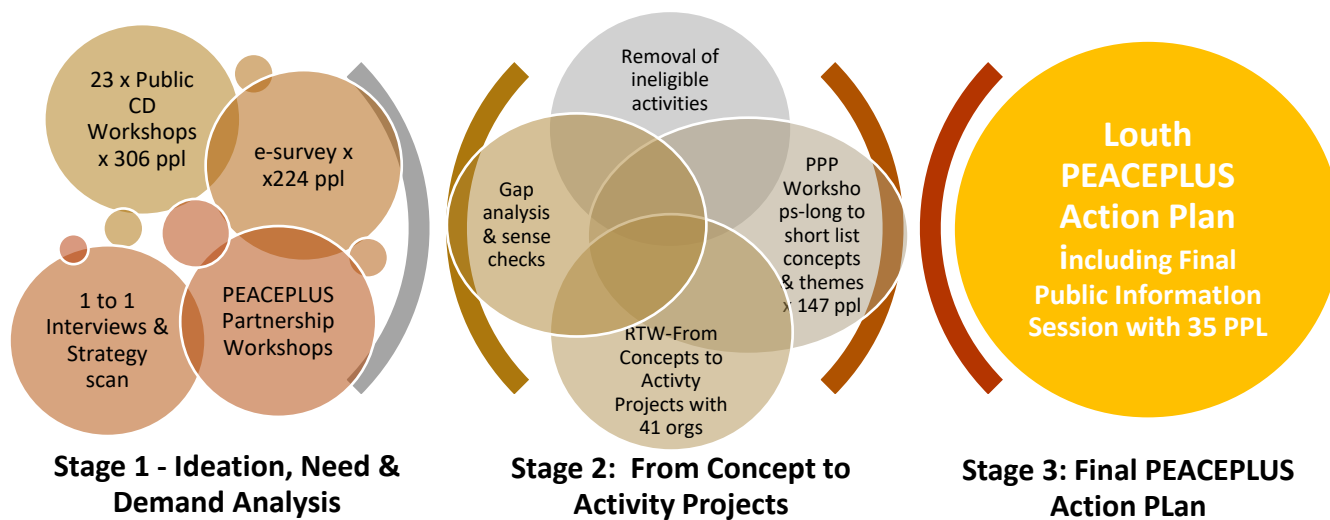 23 x Public
CD
Workshops
x 306 ppl
e-survey x
x224 ppl
1 to 1
Interviews &
Strategy
scan
PEACEPLUS
Partnership
Workshops
Stage 1 - Ideation, Need &
Demand Analysis
Removal of
ineligible
activities
Gap
analysis
& sense
checks
PPP
Worksho
ps-long to
short list
concepts
& themes
x 147 ppl
RTW-From
Concepts to
Activty
Projects with
41 orgs
Stage 2: From Concept to
Activity Projects
Louth
PEACEPLUS
Action Plan
including Final
Public InformatIon
Session with 35 PPL
Stage 3: Final PEACEPLUS
Action PLan